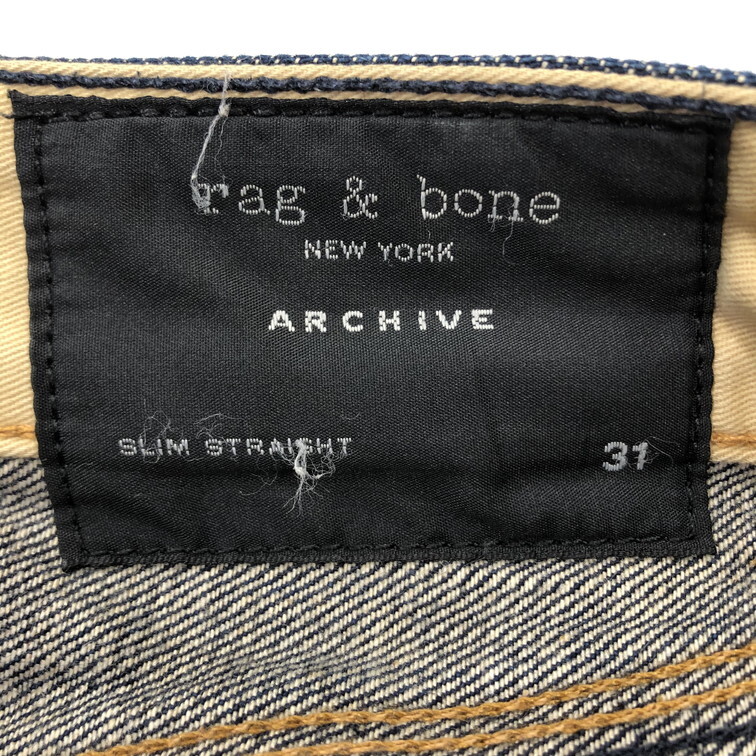 rag & bone
NEW YORK
ARCHIVE
SLIM STRAIGHT 31